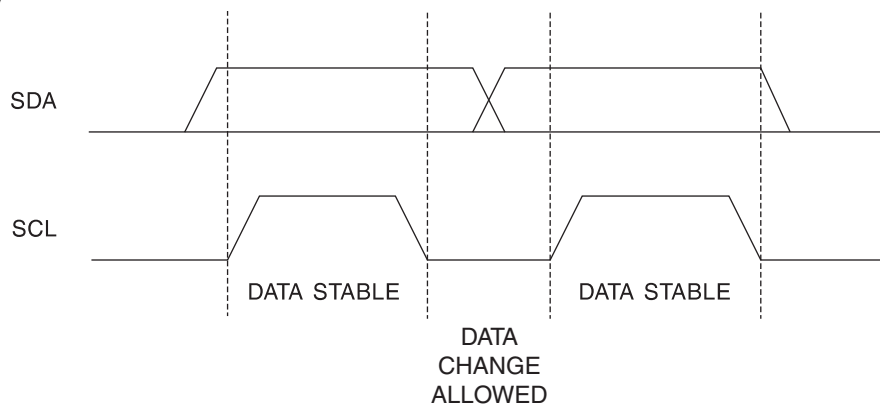 SDA
SCL
DATA STABLE
DATA STABLE
DATA
CHANGE
ALLOWED